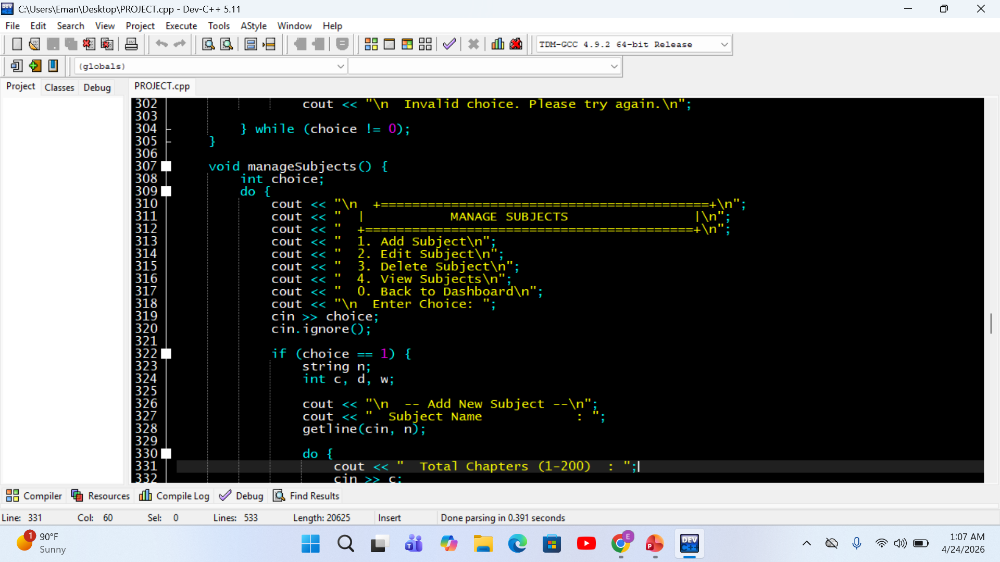 C:\Users\Eman\Desktop\PROJECT.cpp - Dev-C++ 5.11
File Edit Search View Project Execute Tools AStyle Window Help
TDM-GCC 4.9.2 64-bit Release
(globals)
Project Classes Debug PROJECT.cpp
302 cout << "\n  Invalid choice. Please try again.\n";
303
304 } while (choice != 0);
305 }
306
307 void manageSubjects() {
308 int choice;
309 do {
310 cout << "\n  +==========================================+\n";
311 cout << "  |           MANAGE SUBJECTS                |\n";
312 cout << "  +==========================================+\n";
313 cout << "  1. Add Subject\n";
314 cout << "  2. Edit Subject\n";
315 cout << "  3. Delete Subject\n";
316 cout << "  4. View Subjects\n";
317 cout << "  0. Back to Dashboard\n";
318 cout << "\n  Enter Choice: ";
319 cin >> choice;
320 cin.ignore();
321
322 if (choice == 1) {
323 string n;
324 int c, d, w;
325
326 cout << "\n  -- Add New Subject --\n";
327 cout << "  Subject Name            : ";
328 getline(cin, n);
329
330 do {
331 cout << "  Total Chapters (1-200)  : ";
332 cin >> c;
Compiler Resources Compile Log Debug Find Results
Line: 331 Col: 60 Sel: 0 Lines: 533 Length: 20625 Insert Done parsing in 0.391 seconds
1 90°F
Sunny
T
E
P
DEV
C++
1:07 AM
4/24/2026